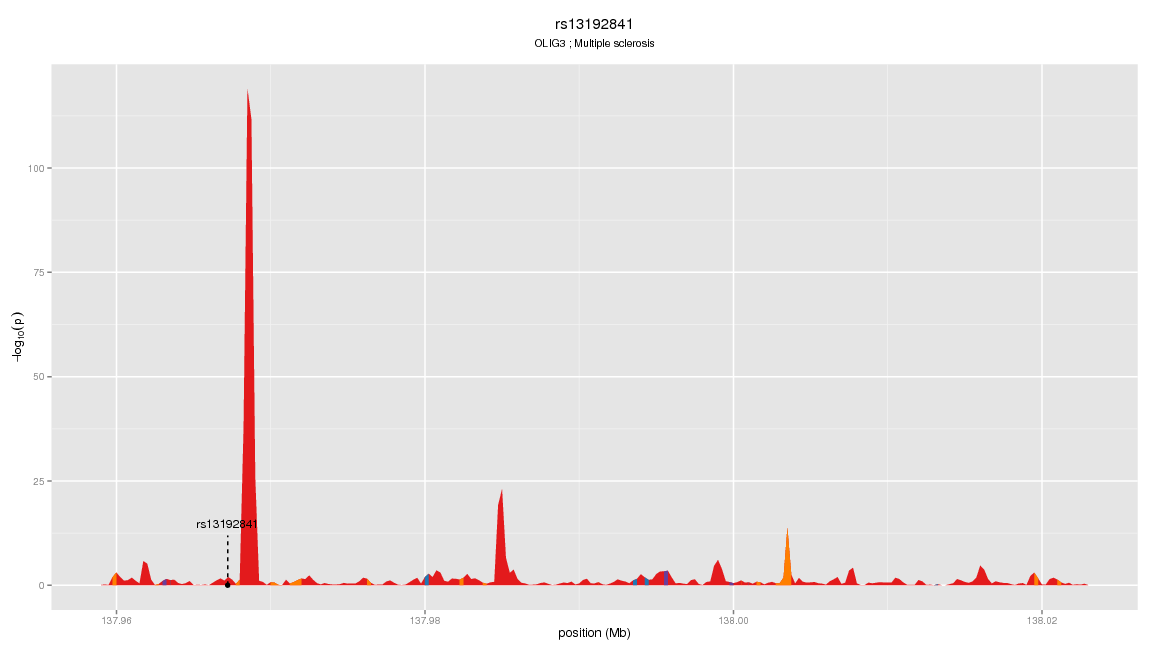 rs13192841
OLIG3 ; Multiple sclerosis
100
75
50
25
0
−log10(p)
rs13192841
137.96
137.98
138.00
138.02
position (Mb)